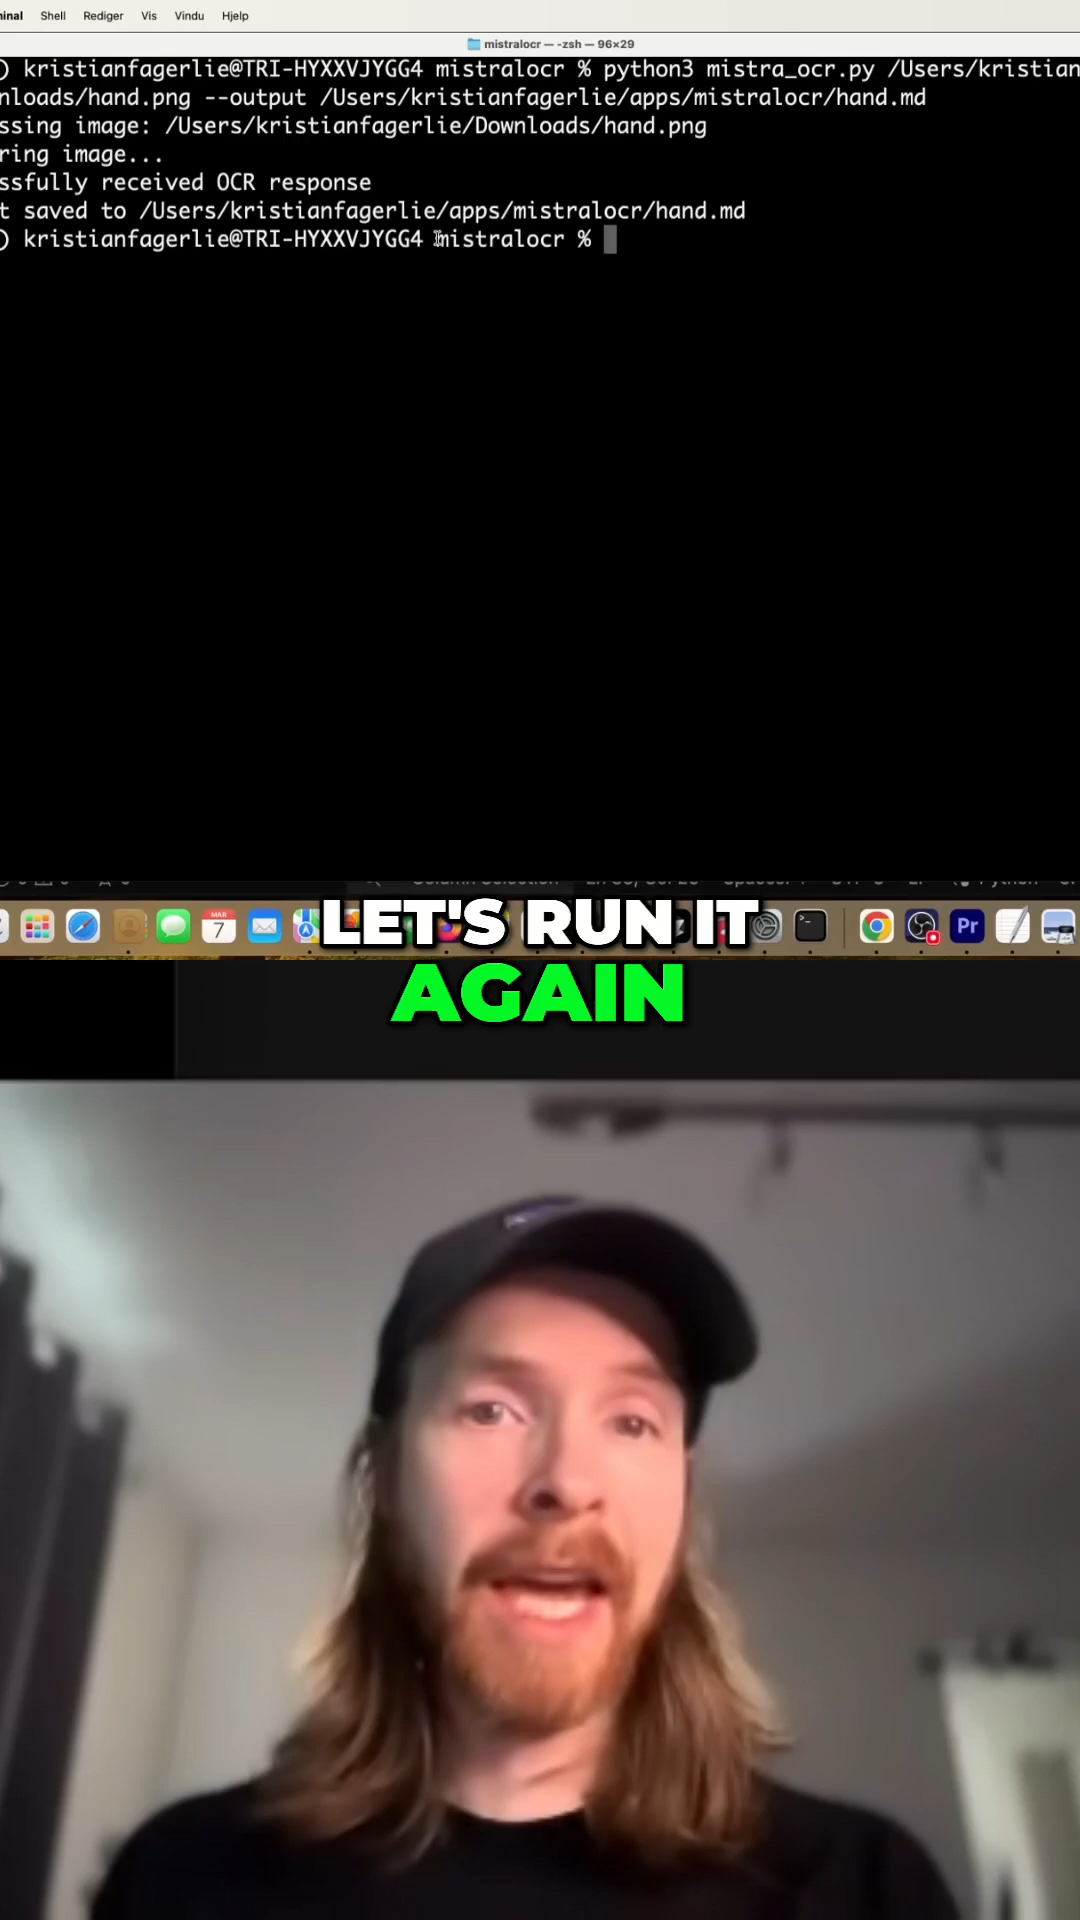 inal Shell Rediger Vis Vindu Hjelp
mistralocr — -zsh — 96×29
) kristianfagerlie@TRI-HYXXVJYGG4 mistralocr % python3 mistra_ocr.py /Users/kristian
nloads/hand.png --output /Users/kristianfagerlie/apps/mistralocr/hand.md
ssing image: /Users/kristianfagerlie/Downloads/hand.png
ring image...
ssfully received OCR response
t saved to /Users/kristianfagerlie/apps/mistralocr/hand.md
) kristianfagerlie@TRI-HYXXVJYGG4 mistralocr %
MAR
7
Pr
LET'S RUN IT
AGAIN